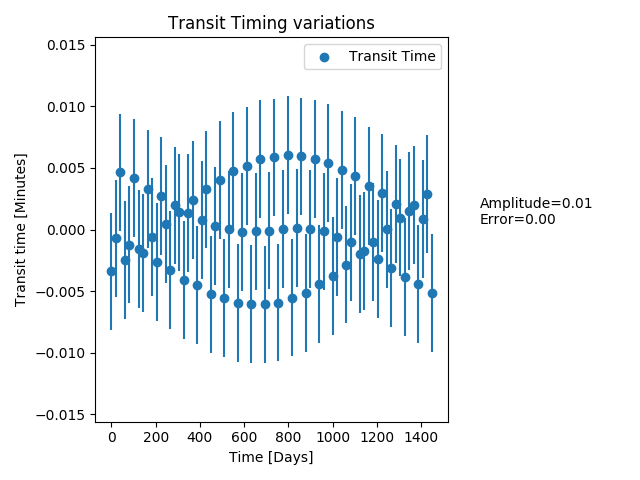 Transit Timing variations
Transit Time
0.015
0.010
0.005
0.000
−0.005
−0.010
−0.015
Transit time [Minutes]
0 200 400 600 800 1000 1200 1400
Time [Days]
Amplitude=0.01
Error=0.00